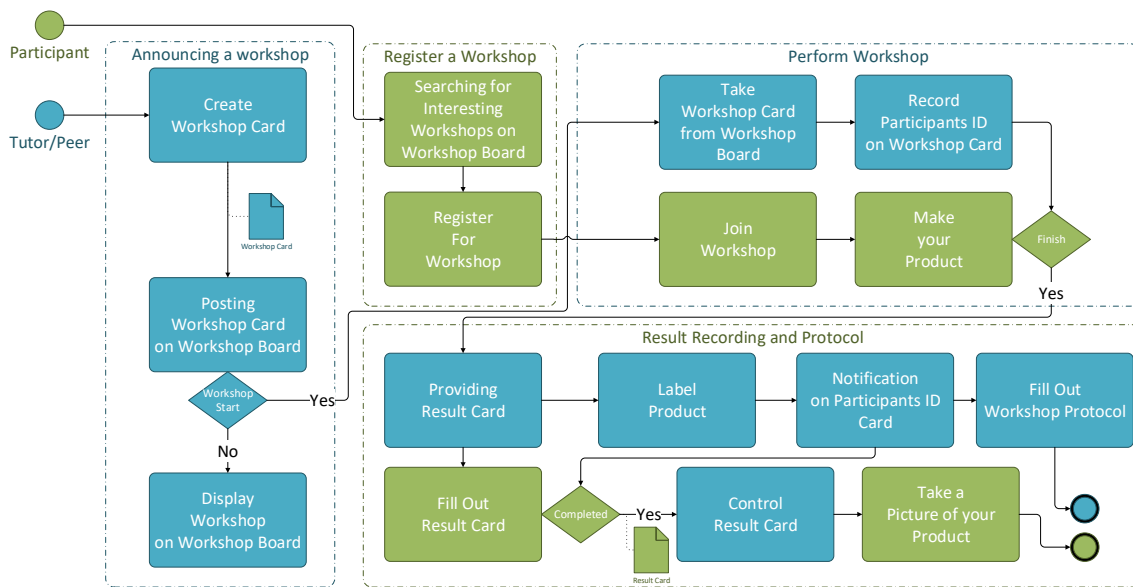 Participant
Tutor/Peer
Announcing a workshop
Create
Workshop Card
Workshop Card
Posting
Workshop Card
on Workshop Board
Workshop
Start
Yes
No
Display
Workshop
on Workshop Board
Register a Workshop
Searching for
Interesting
Workshops on
Workshop Board
Register
For
Workshop
Perform Workshop
Take
Workshop Card
from Workshop
Board
Record
Participants ID
on Workshop Card
Join
Workshop
Make
your
Product
Finish
Yes
Result Recording and Protocol
Providing
Result Card
Label
Product
Notification
on Participants ID
Card
Fill Out
Workshop Protocol
Fill Out
Result Card
Completed
Yes
Result Card
Control
Result Card
Take a
Picture of your
Product